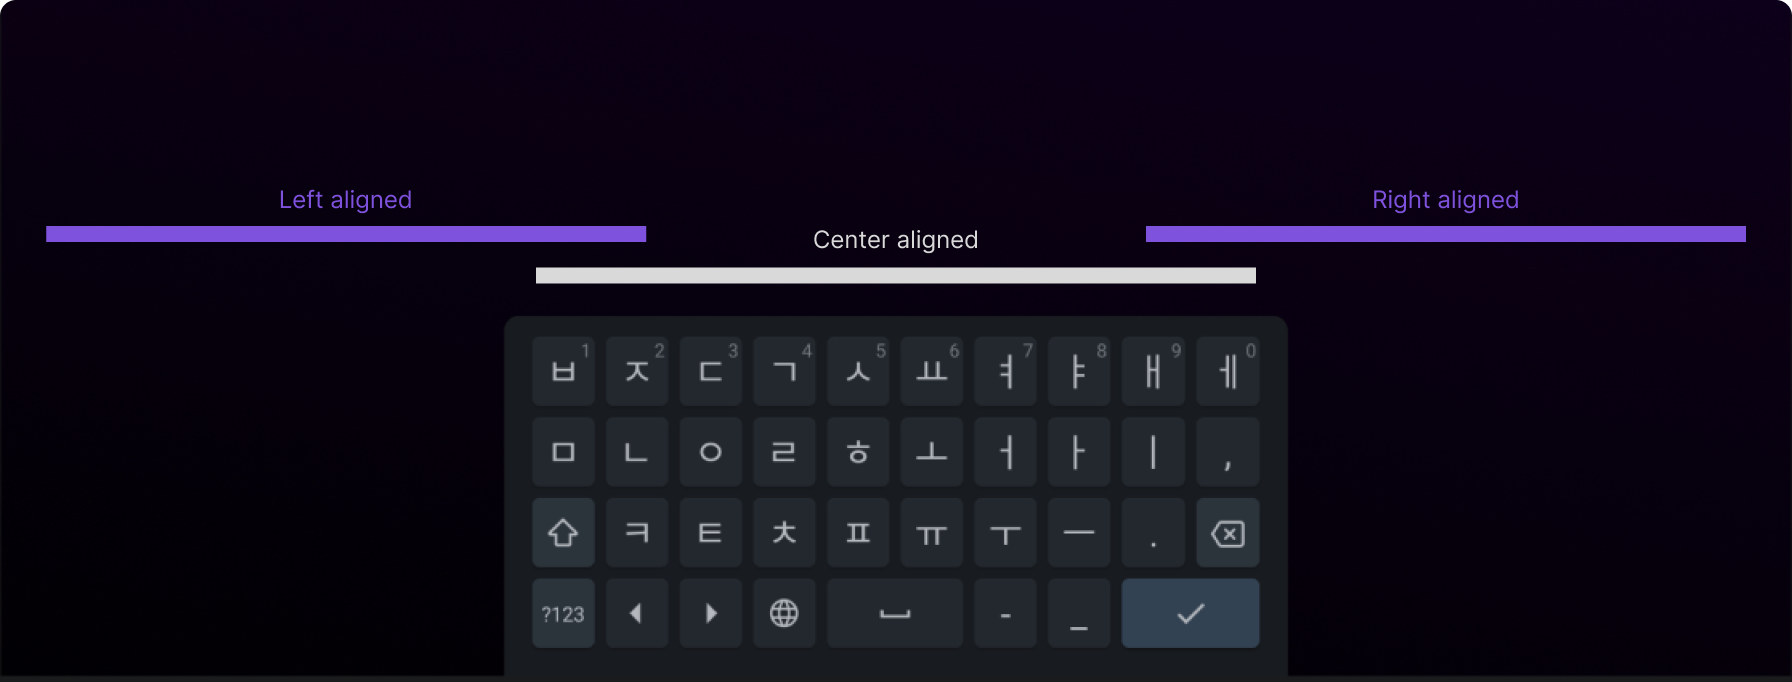 Left aligned
Right aligned
Center aligned
ㅂ 1 ㅈ 2 ㄷ 3 ㄱ 4 ㅅ 5 ㅛ 6 ㅕ 7 ㅑ 8 ㅐ 9 ㅔ 0
ㅁ ㄴ ㅇ ㄹ ㅎ ㅗ ㅓ ㅏ ㅣ ,
ㅋ ㅌ ㅊ ㅍ ㅠ ㅜ ㅡ .
?123 - _